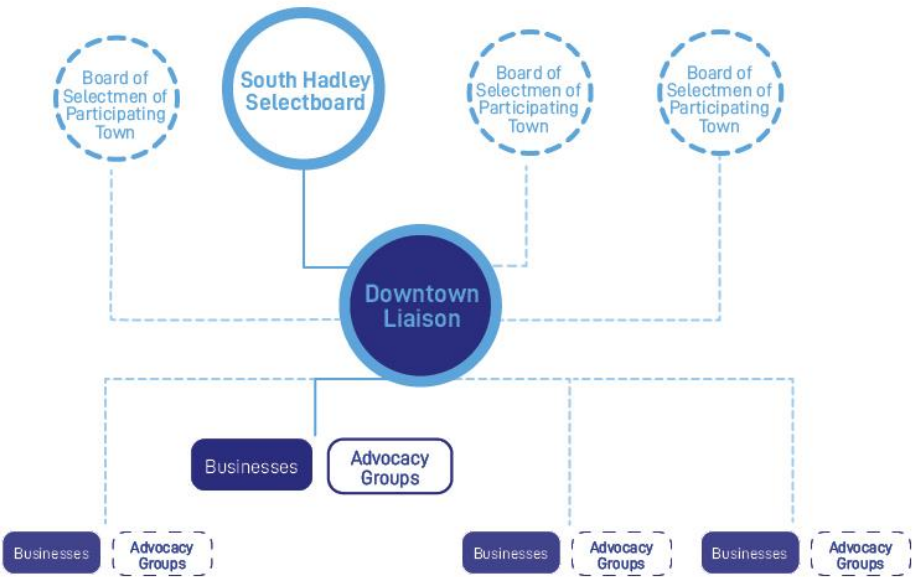 Board of
Selectmen of
Participating
Town
South Hadley
Selectboard
Board of
Selectmen of
Participating
Town
Board of
Selectmen of
Participating
Town
Downtown
Liaison
Businesses
Advocacy
Groups
Businesses
Advocacy
Groups
Businesses
Advocacy
Groups
Businesses
Advocacy
Groups